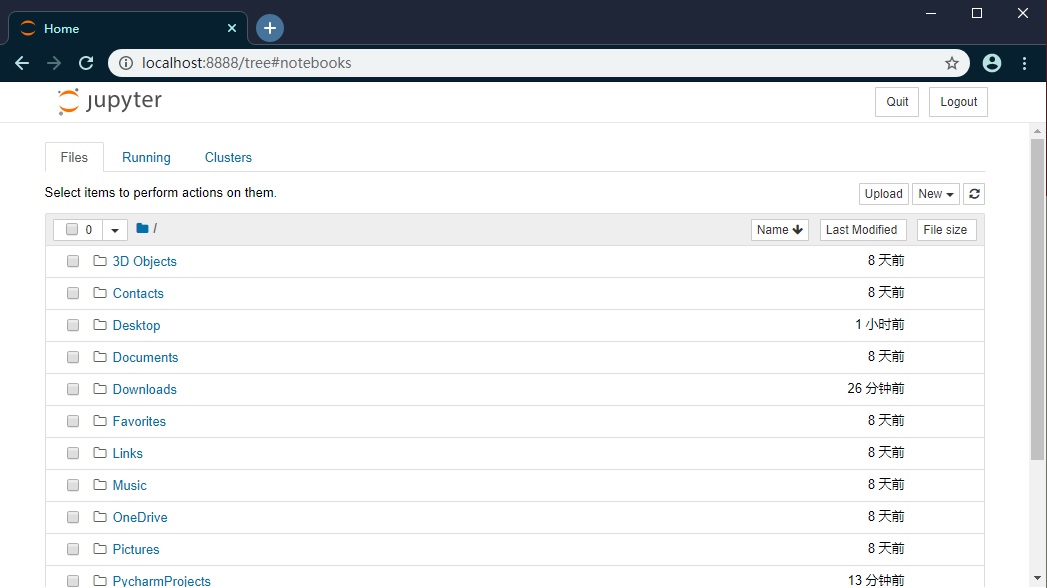 Home
localhost:8888/tree#notebooks
jupyter
Quit Logout
Files Running Clusters
Select items to perform actions on them.
Upload New
0 / Name Last Modified File size
3D Objects 8 天前
Contacts 8 天前
Desktop 1 小时前
Documents 8 天前
Downloads 26 分钟前
Favorites 8 天前
Links 8 天前
Music 8 天前
OneDrive 8 天前
Pictures 8 天前
PycharmProjects 13 分钟前